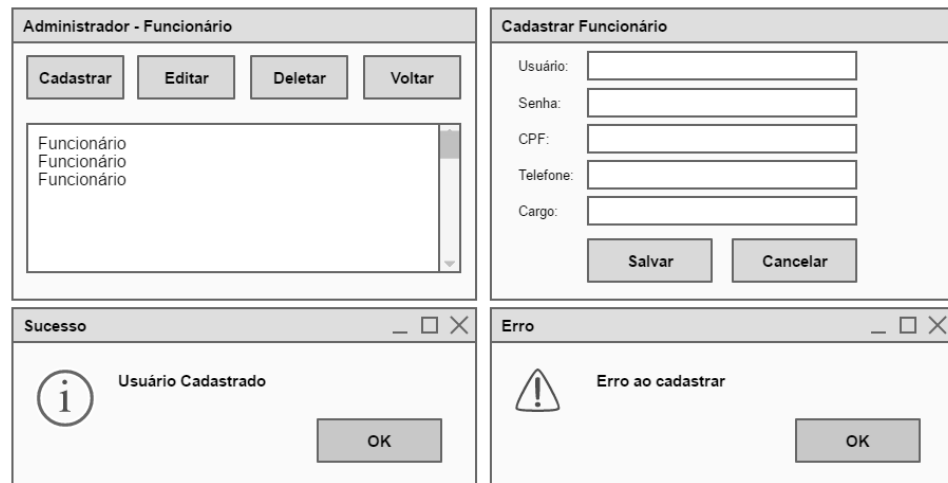 Administrador - Funcionário
Cadastrar
Editar
Deletar
Voltar
Funcionário
Funcionário
Funcionário
Cadastrar Funcionário
Usuário:
Senha:
CPF:
Telefone:
Cargo:
Salvar
Cancelar
Sucesso
Usuário Cadastrado
OK
Erro
Erro ao cadastrar
OK